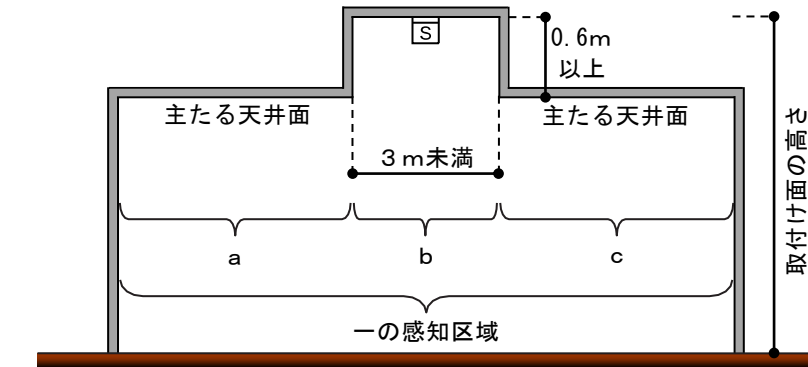 S
0.6m
以上
主たる天井面
主たる天井面
3m未満
取付け面の高さ
a
b
c
一の感知区域